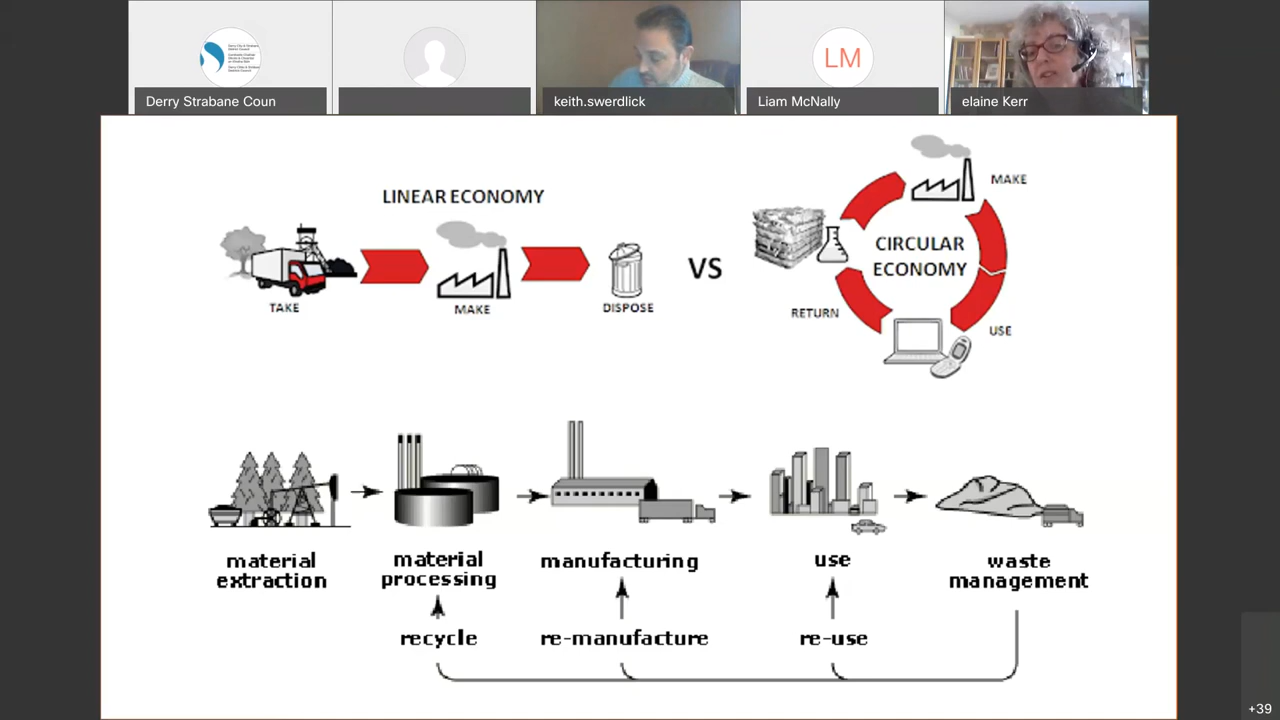 Derry Strabane Coun
keith.swerdlick
LM
Liam McNally
elaine Kerr
LINEAR ECONOMY
TAKE
MAKE
DISPOSE
VS
MAKE
CIRCULAR
ECONOMY
RETURN
USE
material
extraction
material
processing
manufacturing
use
waste
management
recycle
re-manufacture
re-use
+39